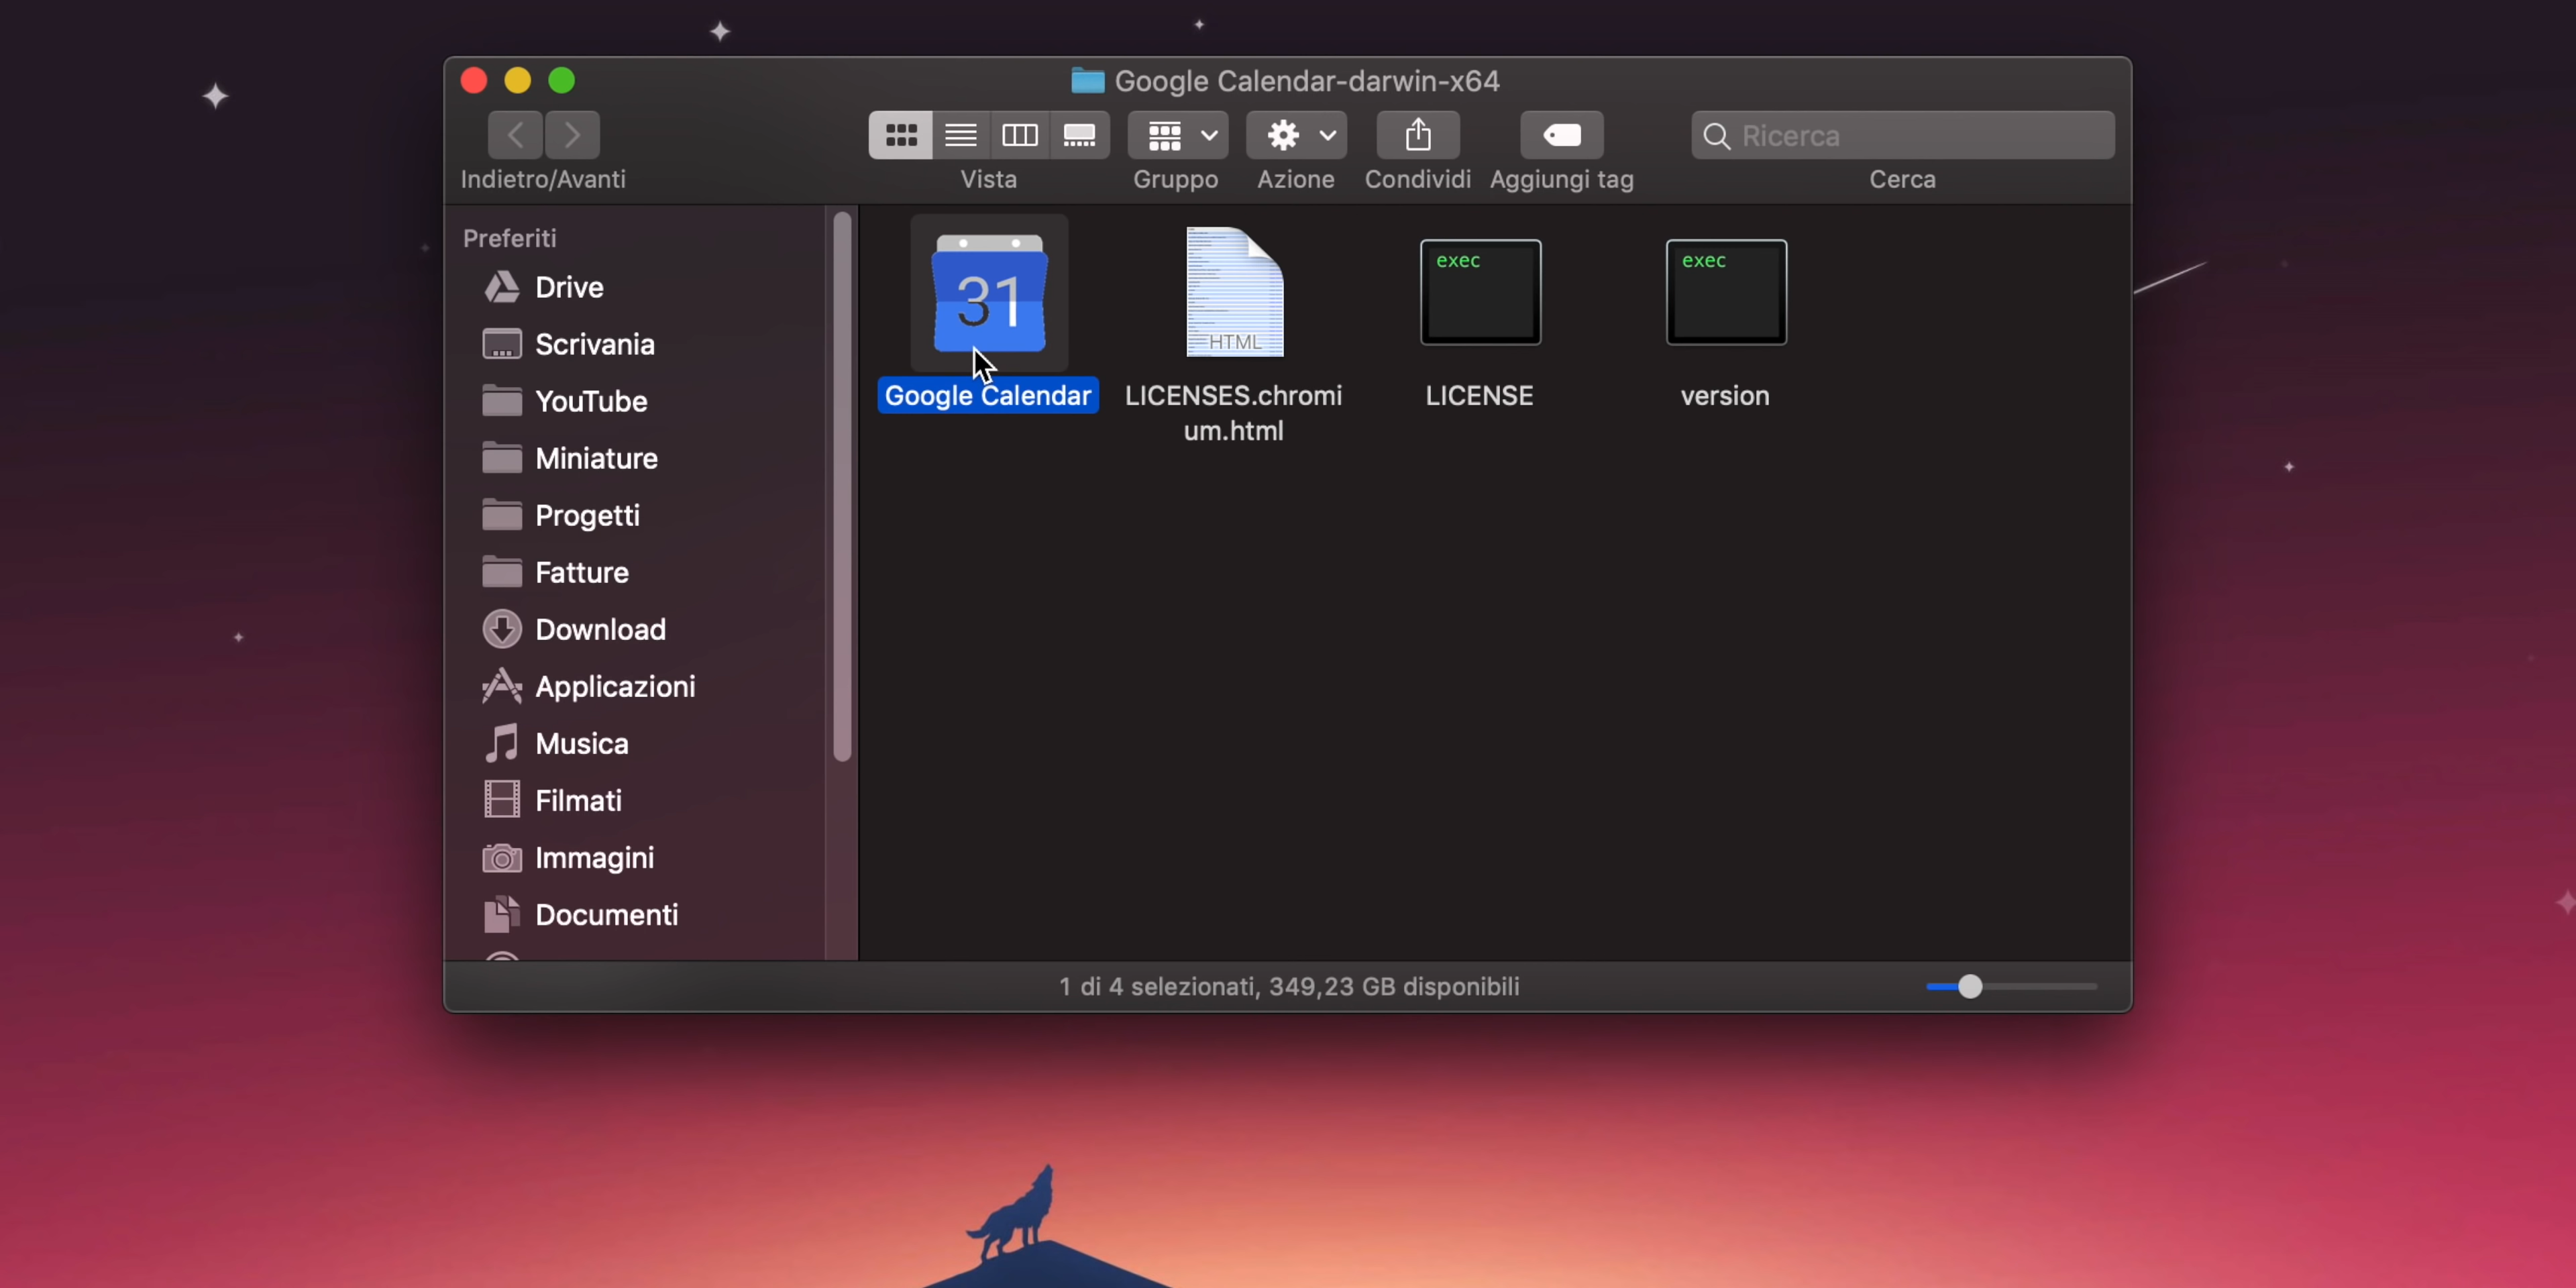 Google Calendar-darwin-x64
Ricerca
Indietro/Avanti
Vista
Gruppo
Azione
Condividi
Aggiungi tag
Cerca
Preferiti
Drive
Scrivania
YouTube
Miniature
Progetti
Fatture
Download
Applicazioni
Musica
Filmati
Immagini
Documenti
31
Google Calendar
HTML
LICENSES.chromi
um.html
exec
LICENSE
exec
version
1 di 4 selezionati, 349,23 GB disponibili